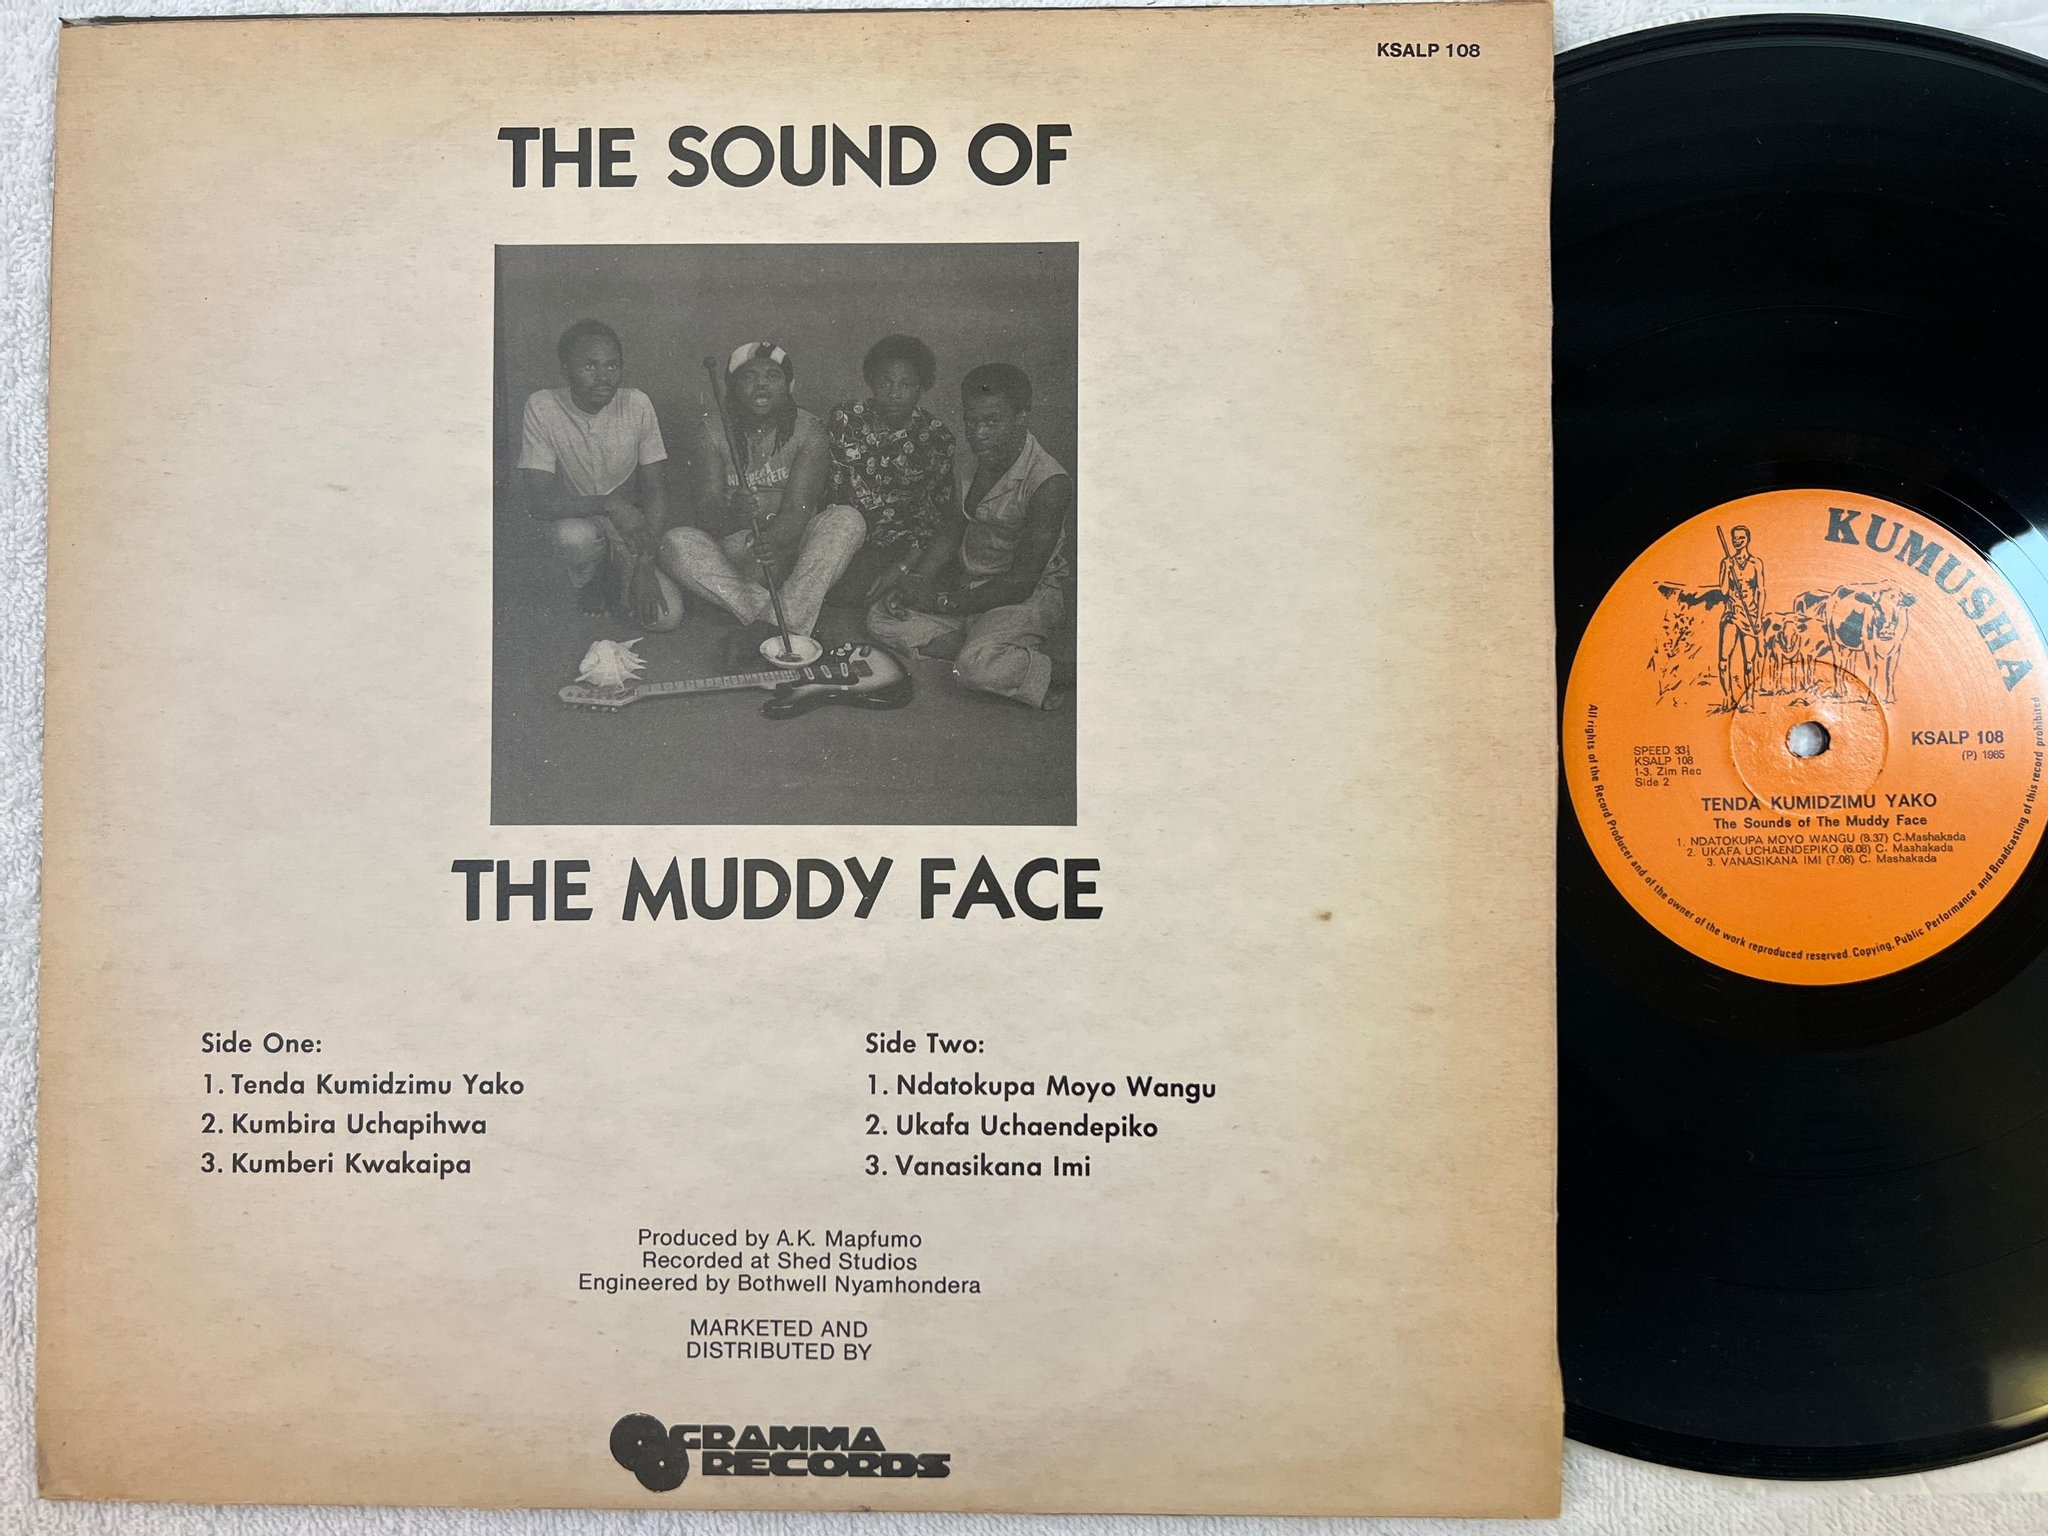 KSALP 108
THE SOUND OF
THE MUDDY FACE
Side One:
1. Tenda Kumidzimu Yako
2. Kumbira Uchapihwa
3. Kumberi Kwakaipa
Side Two:
1. Ndatokupa Moyo Wangu
2. Ukafa Uchaendepiko
3. Vanasikana Imi
Produced by A.K. Mapfumo
Recorded at Shed Studios
Engineered by Bothwell Nyamhondera
MARKETED AND
DISTRIBUTED BY
GRAMMA
RECORDS
KUMUSHA
KSALP 108
(P) 1985
SPEED 33⅓
KSALP 108
1-3. Zim Rec
Side 2
TENDA KUMIDZIMU YAKO
The Sounds of The Muddy Face
1. NDATOKUPA MOYO WANGU (8.37) C.Mashakada
2. UKAFA UCHAENDEPIKO (6.08) C. Mashakada
3. VANASIKANA IMI (7.08) C. Mashakada
All rights of the Record Producer and of the owner of the work reproduced reserved. Copying, Public Performance and Broadcasting of this record prohibited